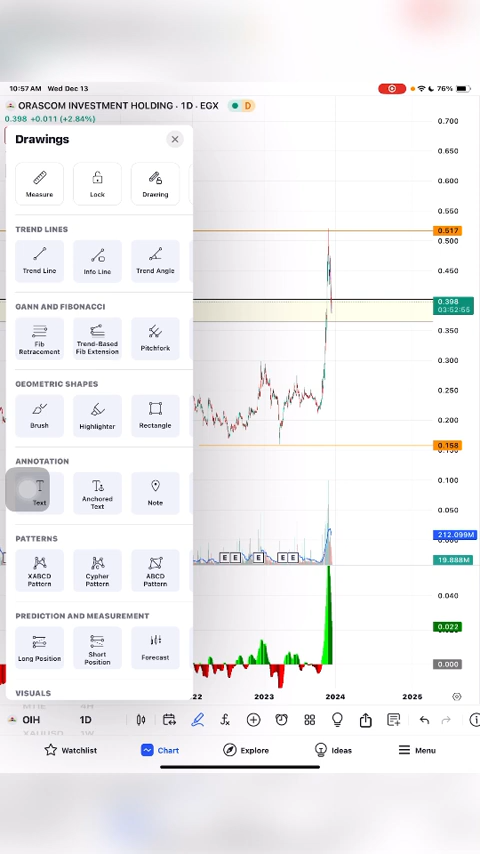 10:57 AM Wed Dec 13
76%
ORASCOM INVESTMENT HOLDING · 1D · EGX
D
0.398 +0.011 (+2.84%)
Drawings
Measure
Lock
Drawing
TREND LINES
Trend Line
Info Line
Trend Angle
GANN AND FIBONACCI
Fib Retracement
Trend-Based Fib Extension
Pitchfork
GEOMETRIC SHAPES
Brush
Highlighter
Rectangle
ANNOTATION
Text
Anchored Text
Note
PATTERNS
XABCD Pattern
Cypher Pattern
ABCD Pattern
PREDICTION AND MEASUREMENT
Long Position
Short Position
Forecast
VISUALS
0.700
0.650
0.600
0.550
0.517
0.500
0.450
0.398
03:52:55
0.350
0.300
0.250
0.200
0.158
0.100
0.050
212.099M
19.888M
E E E E E
0.040
0.022
0.000
2023
2024
2025
OIH
1D
Watchlist
Chart
Explore
Ideas
Menu